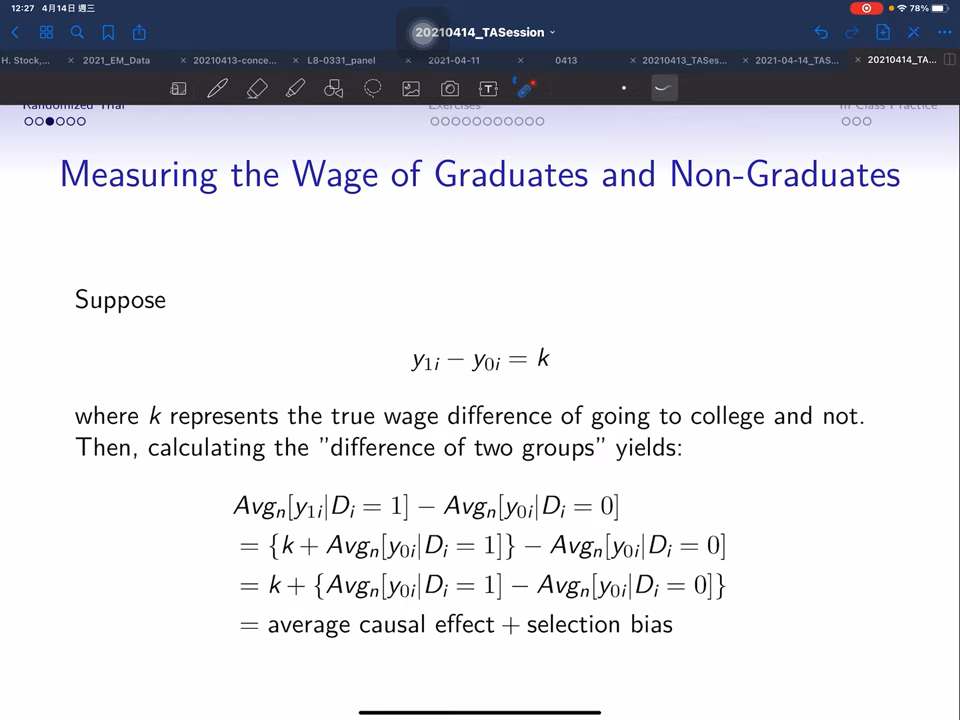 12:27 4月14日 週三
78%
20210414_TASession
H. Stock,...
2021_EM_Data
20210413-conce...
L8-0331_panel
2021-04-11
0413
20210413_TASes...
2021-04-14_TAS...
20210414_TA...
Randomized Trial
Exercises
In-Class Practice
Measuring the Wage of Graduates and Non-Graduates
Suppose
y₁ᵢ − y₀ᵢ = k
where k represents the true wage difference of going to college and not.
Then, calculating the ”difference of two groups” yields:
Avgₙ[y₁ᵢ|Dᵢ = 1] − Avgₙ[y₀ᵢ|Dᵢ = 0]
= {k + Avgₙ[y₀ᵢ|Dᵢ = 1]} − Avgₙ[y₀ᵢ|Dᵢ = 0]
= k + {Avgₙ[y₀ᵢ|Dᵢ = 1] − Avgₙ[y₀ᵢ|Dᵢ = 0]}
= average causal effect + selection bias